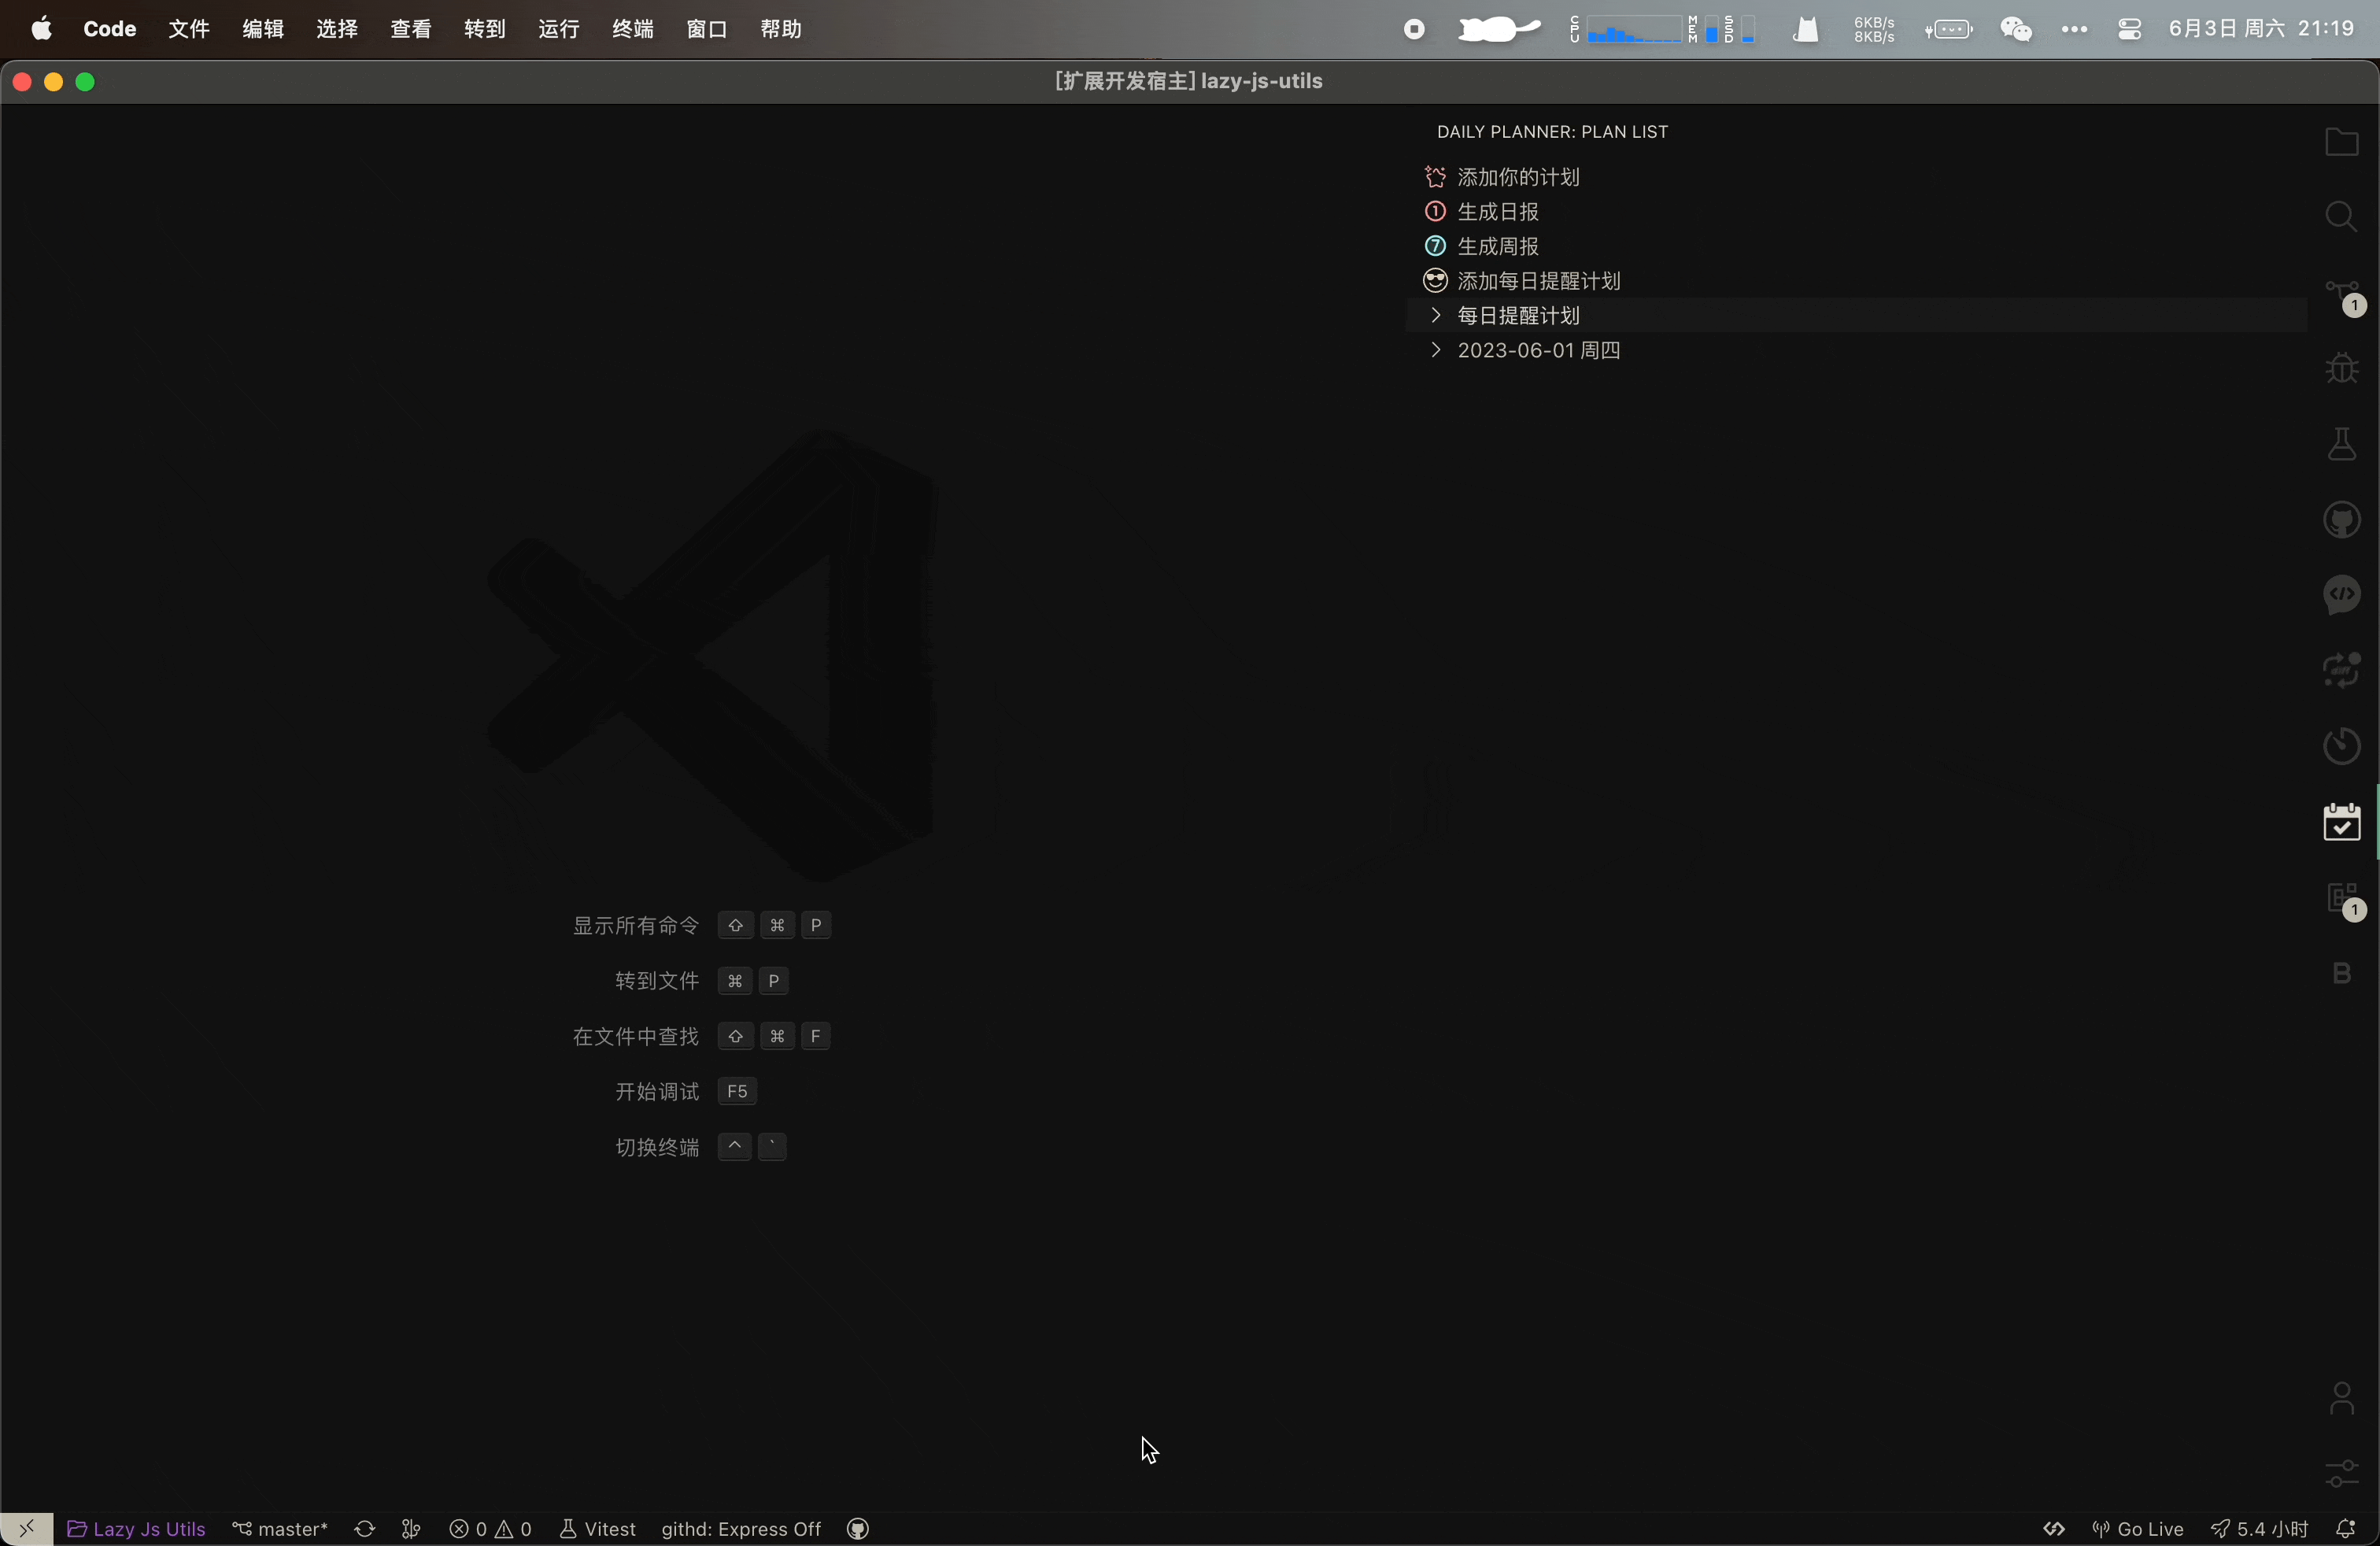 Code 文件 编辑 选择 查看 转到 运行 终端 窗口 帮助 CPU MEM SSD 6KB/s 8KB/s 6月3日 周六 21:19
[扩展开发宿主] lazy-js-utils
DAILY PLANNER: PLAN LIST
添加你的计划
1 生成日报
7 生成周报
添加每日提醒计划
每日提醒计划
2023-06-01 周四
1
1
B
显示所有命令 ⇧ ⌘ P
转到文件 ⌘ P
在文件中查找 ⇧ ⌘ F
开始调试 F5
切换终端 ^ `
Lazy Js Utils master* 0 0 Vitest githd: Express Off Go Live 5.4 小时